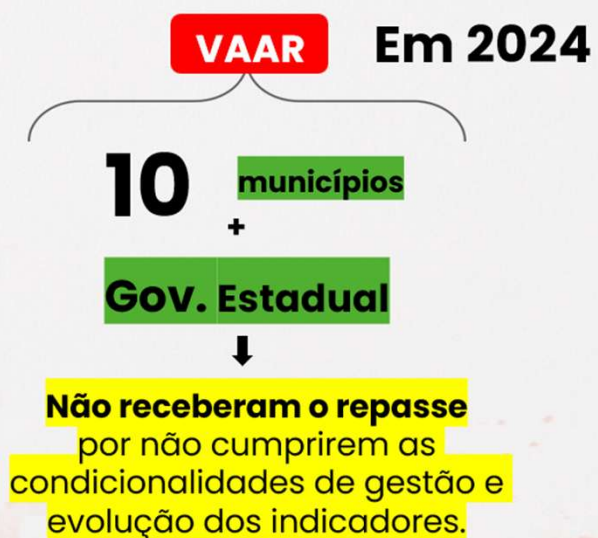 VAAR Em 2024
10 municípios
+
Gov. Estadual
Não receberam o repasse
por não cumprirem as
condicionalidades de gestão e
evolução dos indicadores.